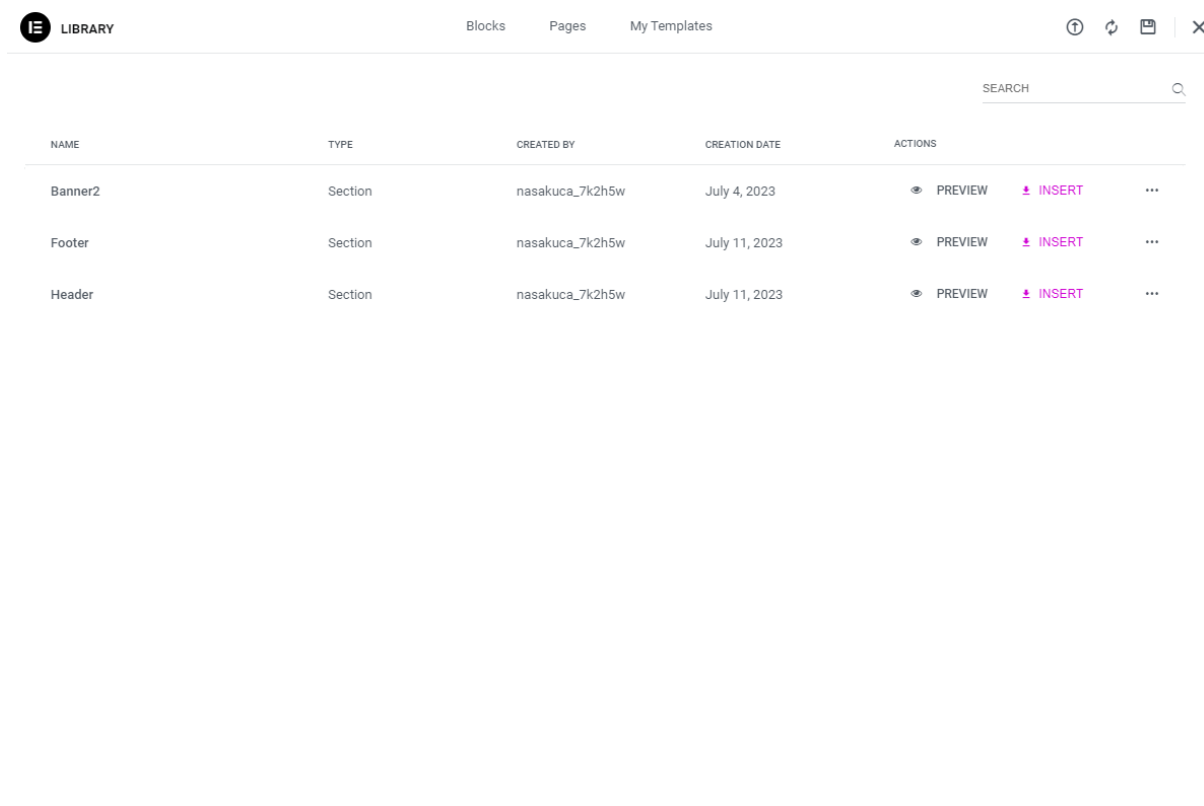 LIBRARY Blocks Pages My Templates
SEARCH
NAME TYPE CREATED BY CREATION DATE ACTIONS
Banner2 Section nasakuca_7k2h5w July 4, 2023 PREVIEW INSERT ...
Footer Section nasakuca_7k2h5w July 11, 2023 PREVIEW INSERT ...
Header Section nasakuca_7k2h5w July 11, 2023 PREVIEW INSERT ...